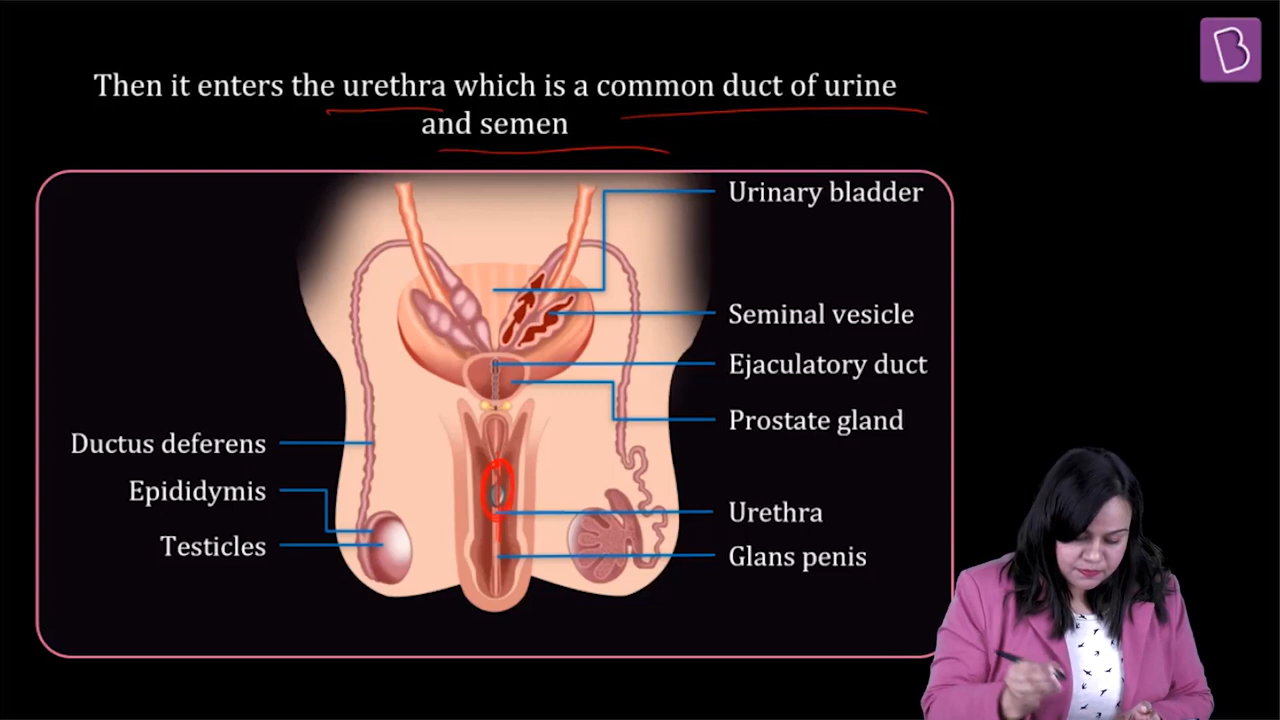 Then it enters the urethra which is a common duct of urine
and semen
Urinary bladder
Seminal vesicle
Ejaculatory duct
Prostate gland
Ductus deferens
Epididymis
Testicles
Urethra
Glans penis
B